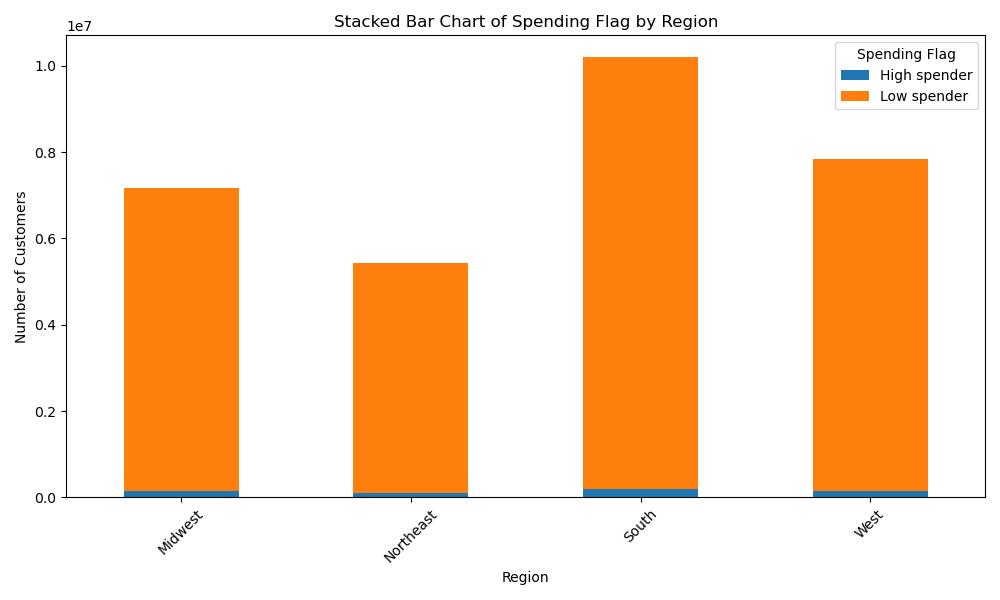 Stacked Bar Chart of Spending Flag by Region
1e7
Spending Flag
High spender
Low spender
Number of Customers
1.0
0.8
0.6
0.4
0.2
0.0
Midwest
Northeast
South
West
Region